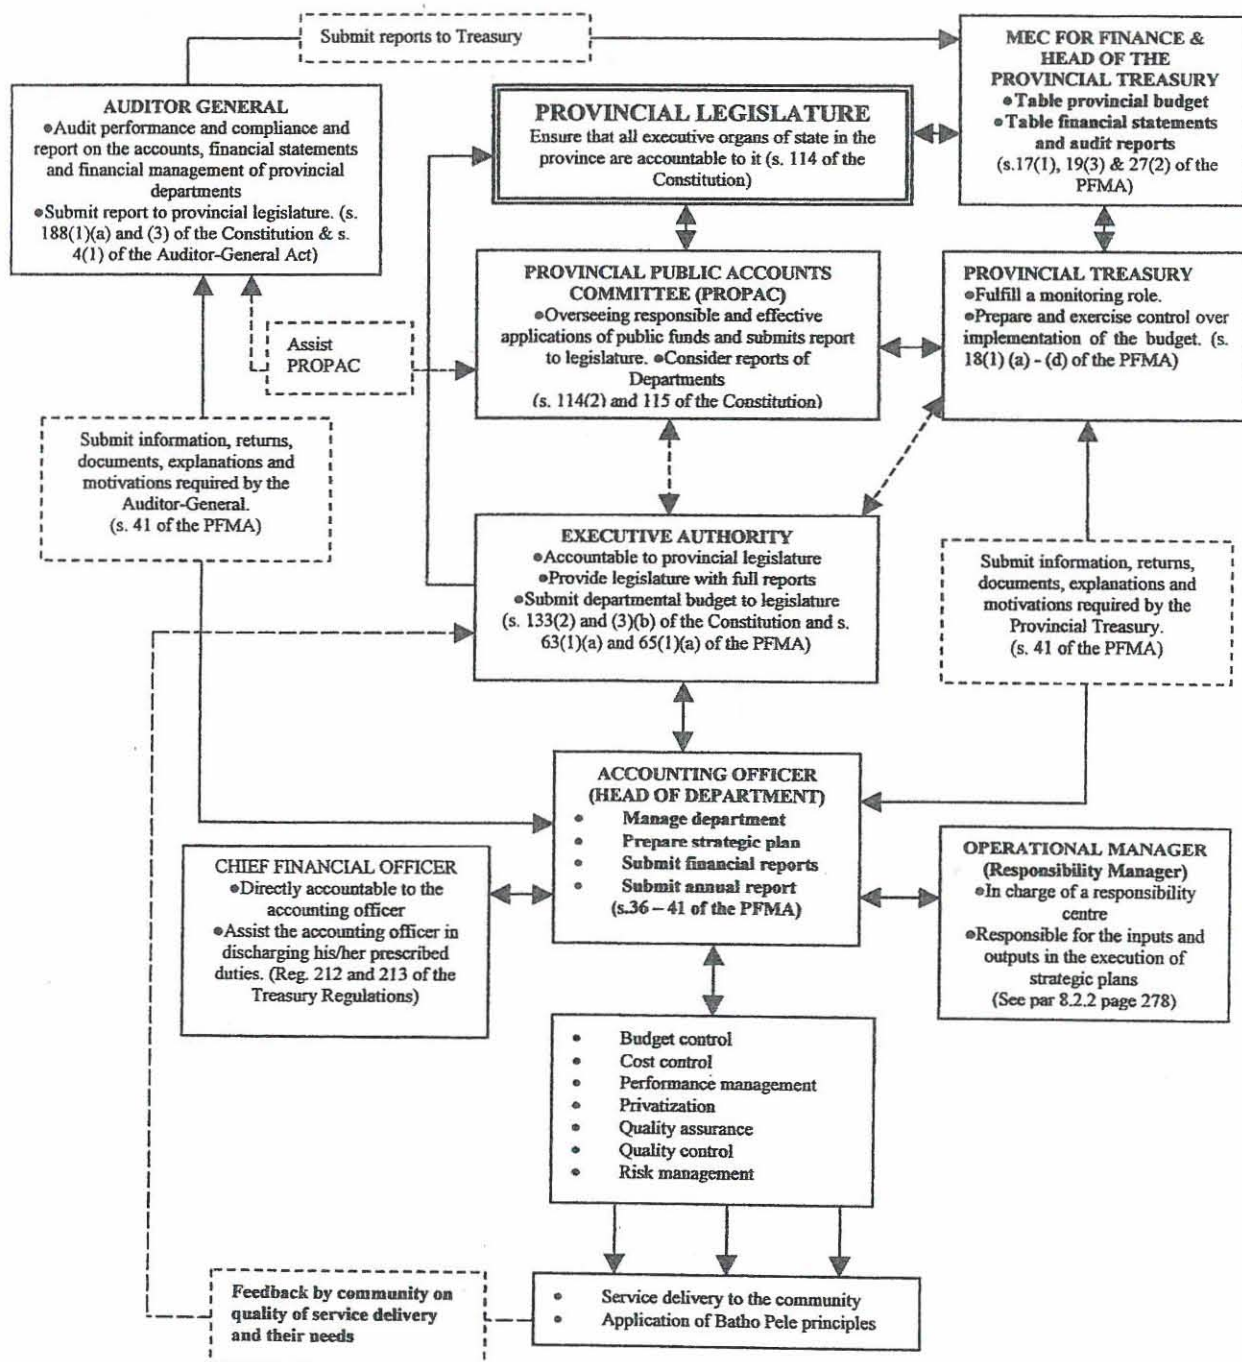 Submit reports to Treasury
MEC FOR FINANCE &
HEAD OF THE
PROVINCIAL TREASURY
●Table provincial budget
●Table financial statements
and audit reports
(s.17(1), 19(3) & 27(2) of the
PFMA)
AUDITOR GENERAL
●Audit performance and compliance and
report on the accounts, financial statements
and financial management of provincial
departments
●Submit report to provincial legislature. (s.
188(1)(a) and (3) of the Constitution & s.
4(1) of the Auditor-General Act)
PROVINCIAL LEGISLATURE
Ensure that all executive organs of state in the
province are accountable to it (s. 114 of the
Constitution)
PROVINCIAL PUBLIC ACCOUNTS
COMMITTEE (PROPAC)
●Overseeing responsible and effective
applications of public funds and submits report
to legislature. ●Consider reports of
Departments
(s. 114(2) and 115 of the Constitution)
PROVINCIAL TREASURY
●Fulfill a monitoring role.
●Prepare and exercise control over
implementation of the budget. (s.
18(1) (a) - (d) of the PFMA)
Assist
PROPAC
Submit information, returns,
documents, explanations and
motivations required by the
Auditor-General.
(s. 41 of the PFMA)
EXECUTIVE AUTHORITY
●Accountable to provincial legislature
●Provide legislature with full reports
●Submit departmental budget to legislature
(s. 133(2) and (3)(b) of the Constitution and s.
63(1)(a) and 65(1)(a) of the PFMA)
Submit information, returns,
documents, explanations and
motivations required by the
Provincial Treasury.
(s. 41 of the PFMA)
ACCOUNTING OFFICER
(HEAD OF DEPARTMENT)
● Manage department
● Prepare strategic plan
● Submit financial reports
● Submit annual report
(s.36 – 41 of the PFMA)
CHIEF FINANCIAL OFFICER
●Directly accountable to the
accounting officer
●Assist the accounting officer in
discharging his/her prescribed
duties. (Reg. 212 and 213 of the
Treasury Regulations)
OPERATIONAL MANAGER
(Responsibility Manager)
●In charge of a responsibility
centre
●Responsible for the inputs and
outputs in the execution of
strategic plans
(See par 8.2.2 page 278)
● Budget control
● Cost control
● Performance management
● Privatization
● Quality assurance
● Quality control
● Risk management
Feedback by community on
quality of service delivery
and their needs
● Service delivery to the community
● Application of Batho Pele principles